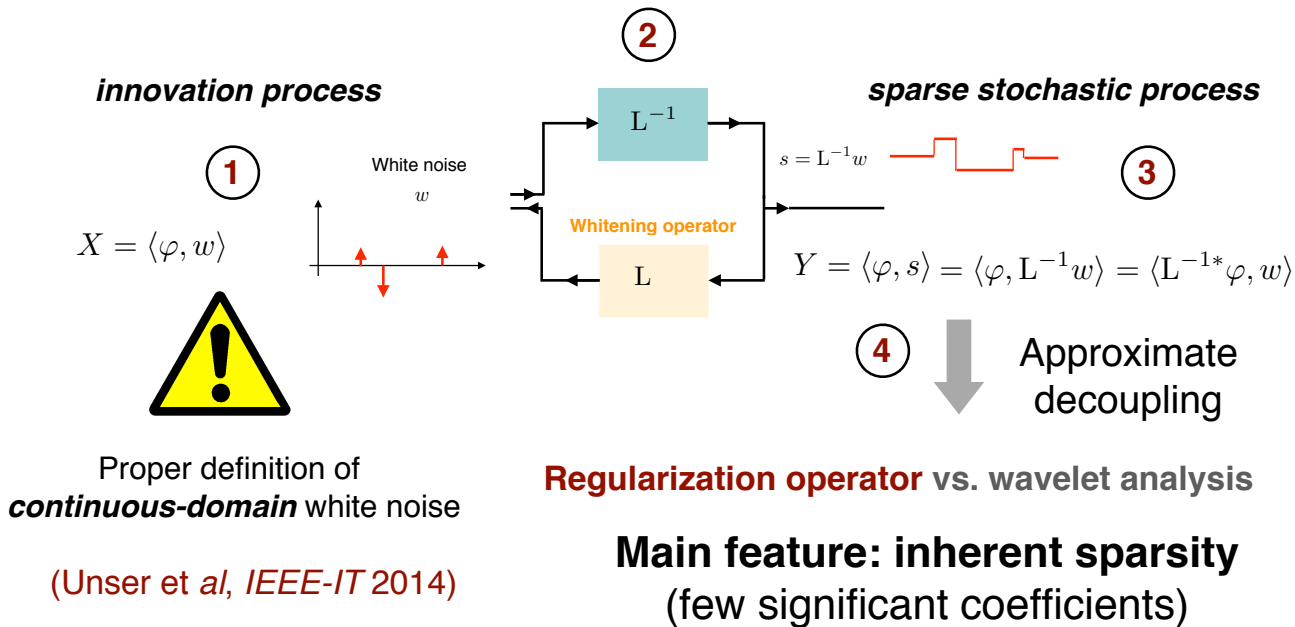 2
innovation process
sparse stochastic process
L⁻¹
1
White noise
w
s = L⁻¹w
3
Whitening operator
X = ⟨φ, w⟩
L
Y = ⟨φ, s⟩ = ⟨φ, L⁻¹w⟩ = ⟨L⁻¹*φ, w⟩
!
4
Approximate
decoupling
Proper definition of
continuous-domain white noise
(Unser et al, IEEE-IT 2014)
Regularization operator vs. wavelet analysis
Main feature: inherent sparsity
(few significant coefficients)